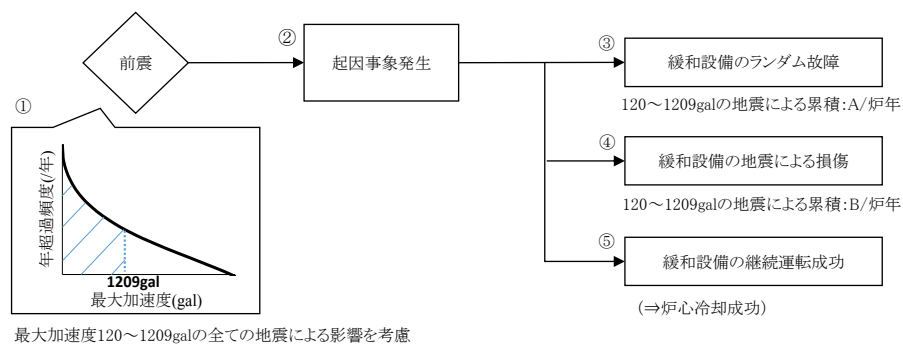 前震
②
起因事象発生
③
緩和設備のランダム故障
120～1209galの地震による累積：A/炉年
④
緩和設備の地震による損傷
120～1209galの地震による累積：B/炉年
⑤
緩和設備の継続運転成功
（⇒炉心冷却成功）
①
年超過頻度(/年)
1209gal
最大加速度(gal)
最大加速度120～1209galの全ての地震による影響を考慮